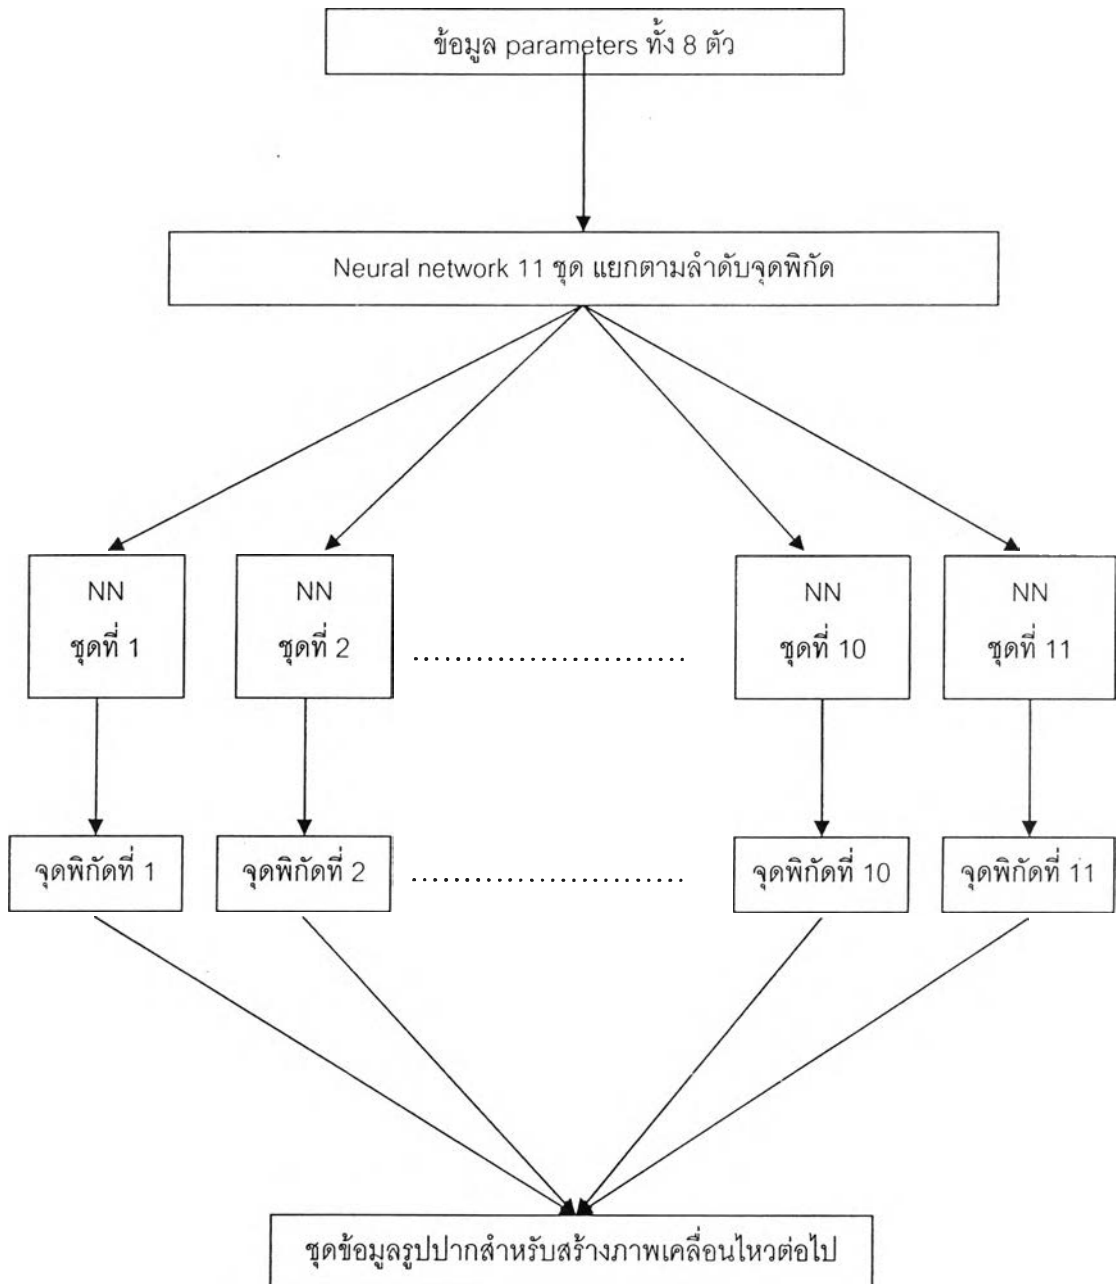 ข้อมูล parameters ทั้ง 8 ตัว
Neural network 11 ชุด แยกตามลำดับจุดพิกัด
NN
ชุดที่ 1
NN
ชุดที่ 2
........................
NN
ชุดที่ 10
NN
ชุดที่ 11
จุดพิกัดที่ 1
จุดพิกัดที่ 2
........................
จุดพิกัดที่ 10
จุดพิกัดที่ 11
ชุดข้อมูลรูปปากสำหรับสร้างภาพเคลื่อนไหวต่อไป